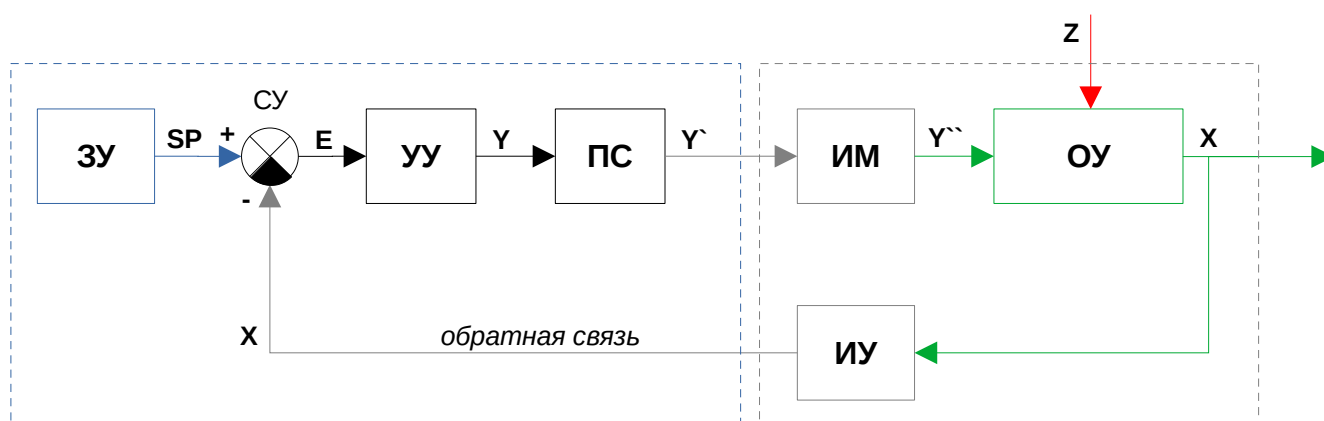 Z
СУ
ЗУ
SP
+
E
УУ
Y
ПС
Y`
ИМ
Y``
ОУ
X
-
X
обратная связь
ИУ